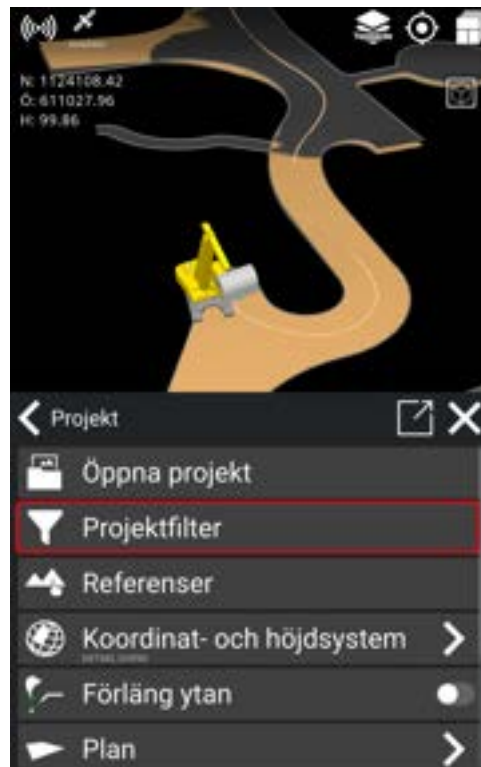 N: 1124108.42
Ö: 611027.96
H: 99.86
Projekt
Öppna projekt
Projektfilter
Referenser
Koordinat- och höjdsystem
Förläng ytan
Plan